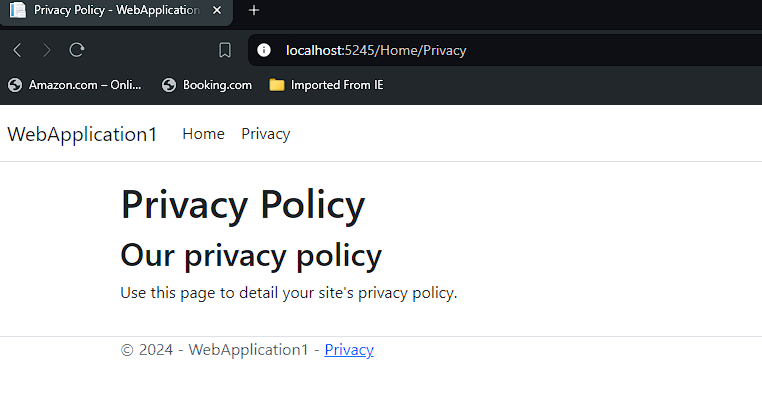 Privacy Policy - WebApplication
localhost:5245/Home/Privacy
Amazon.com – Onli... Booking.com Imported From IE
WebApplication1 Home Privacy
Privacy Policy
Our privacy policy
Use this page to detail your site's privacy policy.
© 2024 - WebApplication1 - Privacy